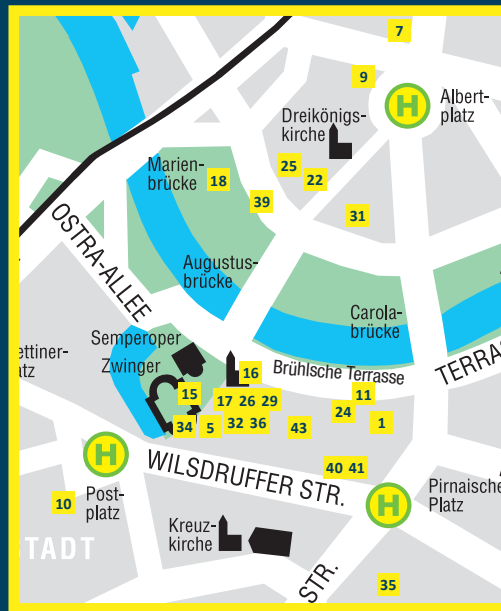 7
9
H
Albert-
platz
Dreikönigs-
kirche
25
22
Marien-
brücke
18
39
31
OSTRA-ALLEE
Augustus-
brücke
Carola-
brücke
Semperoper
Zwinger
ettiner-
atz
16
Brühlsche Terrasse
TERRAS
15
17
26
29
11
24
1
34
5
32
36
43
H
WILSDRUFFER STR.
40
41
Post-
platz
10
H
Pirnaische
Platz
Kreuz-
kirche
STADT
STR.
35